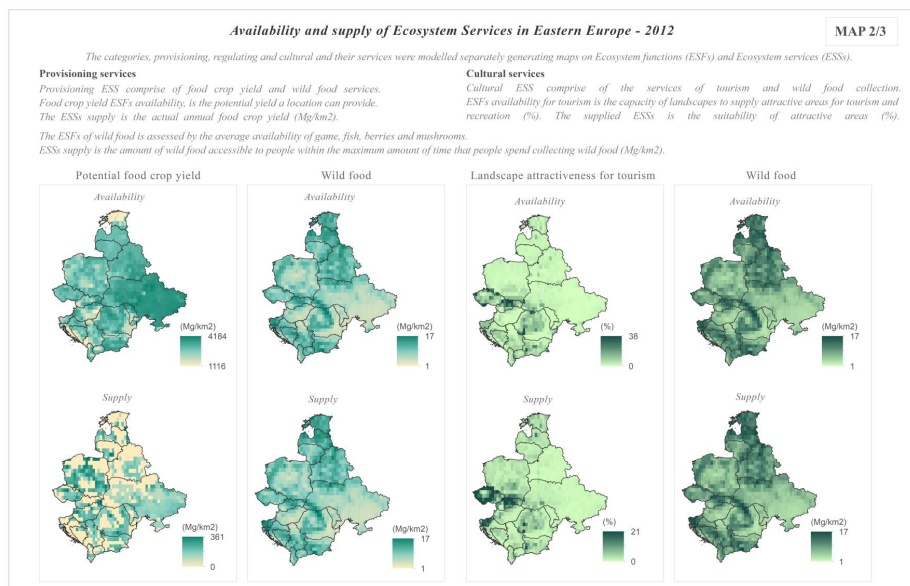 Availability and supply of Ecosystem Services in Eastern Europe - 2012
MAP 2/3
The categories, provisioning, regulating and cultural and their services were modelled separately generating maps on Ecosystem functions (ESFs) and Ecosystem services (ESSs).
Provisioning services
Provisioning ESS comprise of food crop yield and wild food services.
Food crop yield ESFs availability, is the potential yield a location can provide.
The ESSs supply is the actual annual food crop yield (Mg/km2).
The ESFs of wild food is assessed by the average availability of game, fish, berries and mushrooms.
ESSs supply is the amount of wild food accessible to people within the maximum amount of time that people spend collecting wild food (Mg/km2).
Cultural services
Cultural ESS comprise of the services of tourism and wild food collection.
ESFs availability for tourism is the capacity of landscapes to supply attractive areas for tourism and
recreation (%). The supplied ESSs is the suitability of attractive areas (%).
Potential food crop yield
Availability
(Mg/km2)
4184
1116
Supply
(Mg/km2)
361
0
Wild food
Availability
(Mg/km2)
17
1
Supply
(Mg/km2)
17
1
Landscape attractiveness for tourism
Availability
(%)
38
0
Supply
(%)
21
0
Wild food
Availability
(Mg/km2)
17
1
Supply
(Mg/km2)
17
1